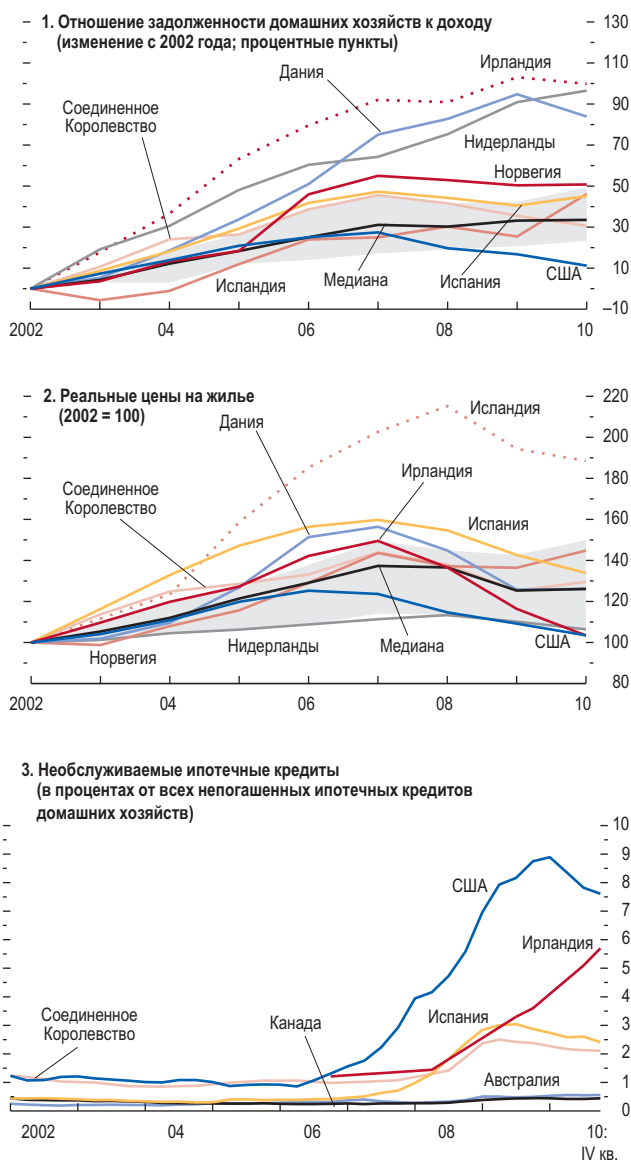 1. Отношение задолженности домашних хозяйств к доходу
(изменение с 2002 года; процентные пункты)
130
110
90
70
50
30
10
–10
Ирландия
Дания
Соединенное
Королевство
Нидерланды
Норвегия
Исландия
Медиана
Испания
США
2002
04
06
08
10
2. Реальные цены на жилье
(2002 = 100)
220
200
180
160
140
120
100
80
Исландия
Дания
Ирландия
Соединенное
Королевство
Испания
Норвегия
Нидерланды
Медиана
США
2002
04
06
08
10
3. Необслуживаемые ипотечные кредиты
(в процентах от всех непогашенных ипотечных кредитов
домашних хозяйств)
10
9
8
7
6
5
4
3
2
1
0
США
Ирландия
Соединенное
Королевство
Канада
Испания
Австралия
2002
04
06
08
10:
IV кв.